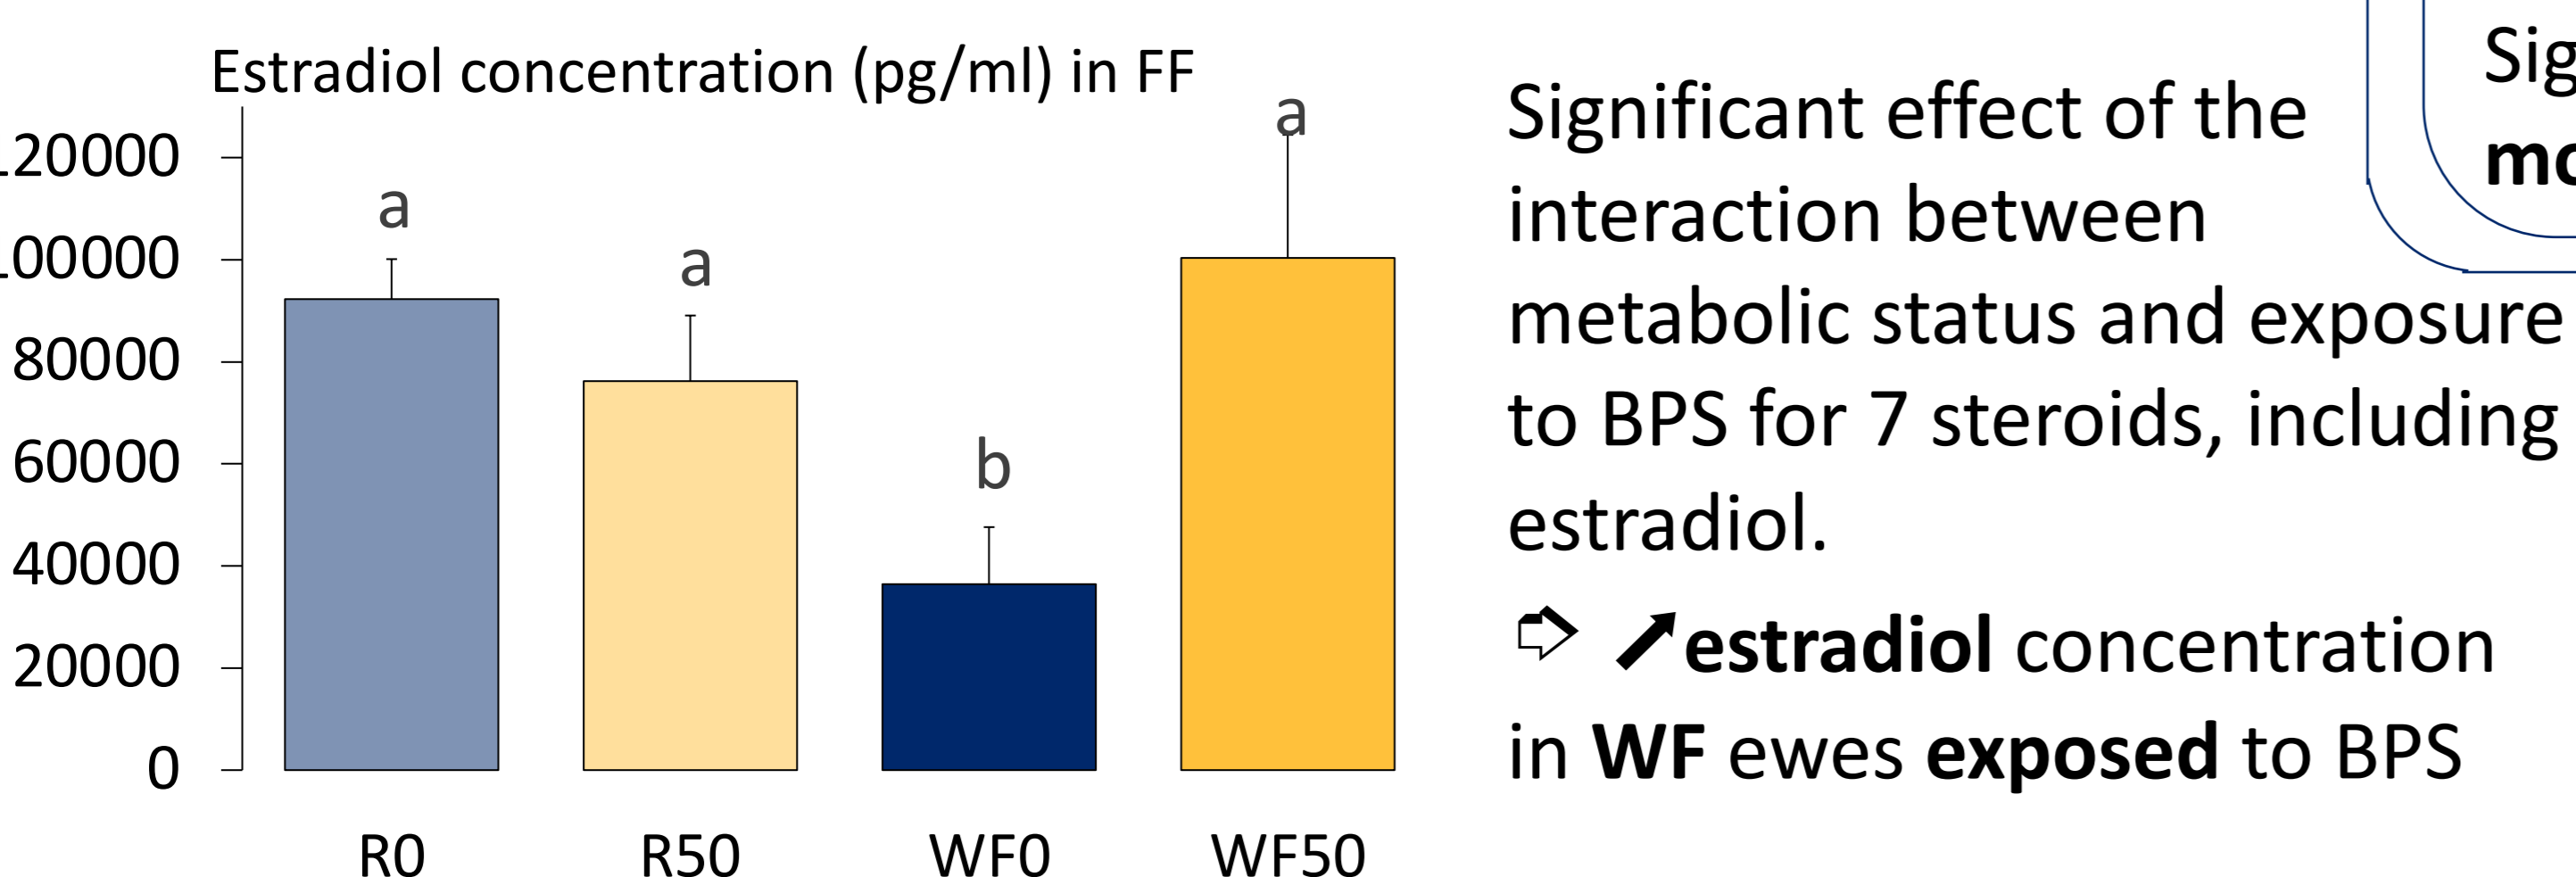 Estradiol concentration (pg/ml) in FF
20000
00000
80000
60000
40000
20000
0
a
a
b
a
R0 R50 WF0 WF50
Significant effect of the
interaction between
metabolic status and exposure
to BPS for 7 steroids, including
estradiol.
➩ ➚estradiol concentration
in WF ewes exposed to BPS